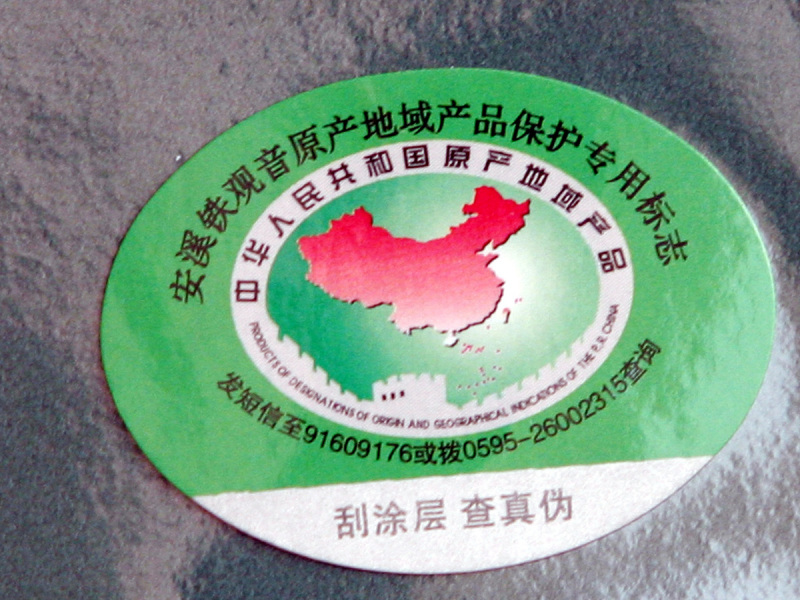 安溪铁观音原产地域产品保护专用标志
中华人民共和国原产地域产品
PRODUCTS OF DESIGNATIONS OF ORIGIN AND GEOGRAPHICAL INDICATIONS OF THE P.R.CHINA
发短信至91609176或拨0595-26002315查询
刮涂层 查真伪